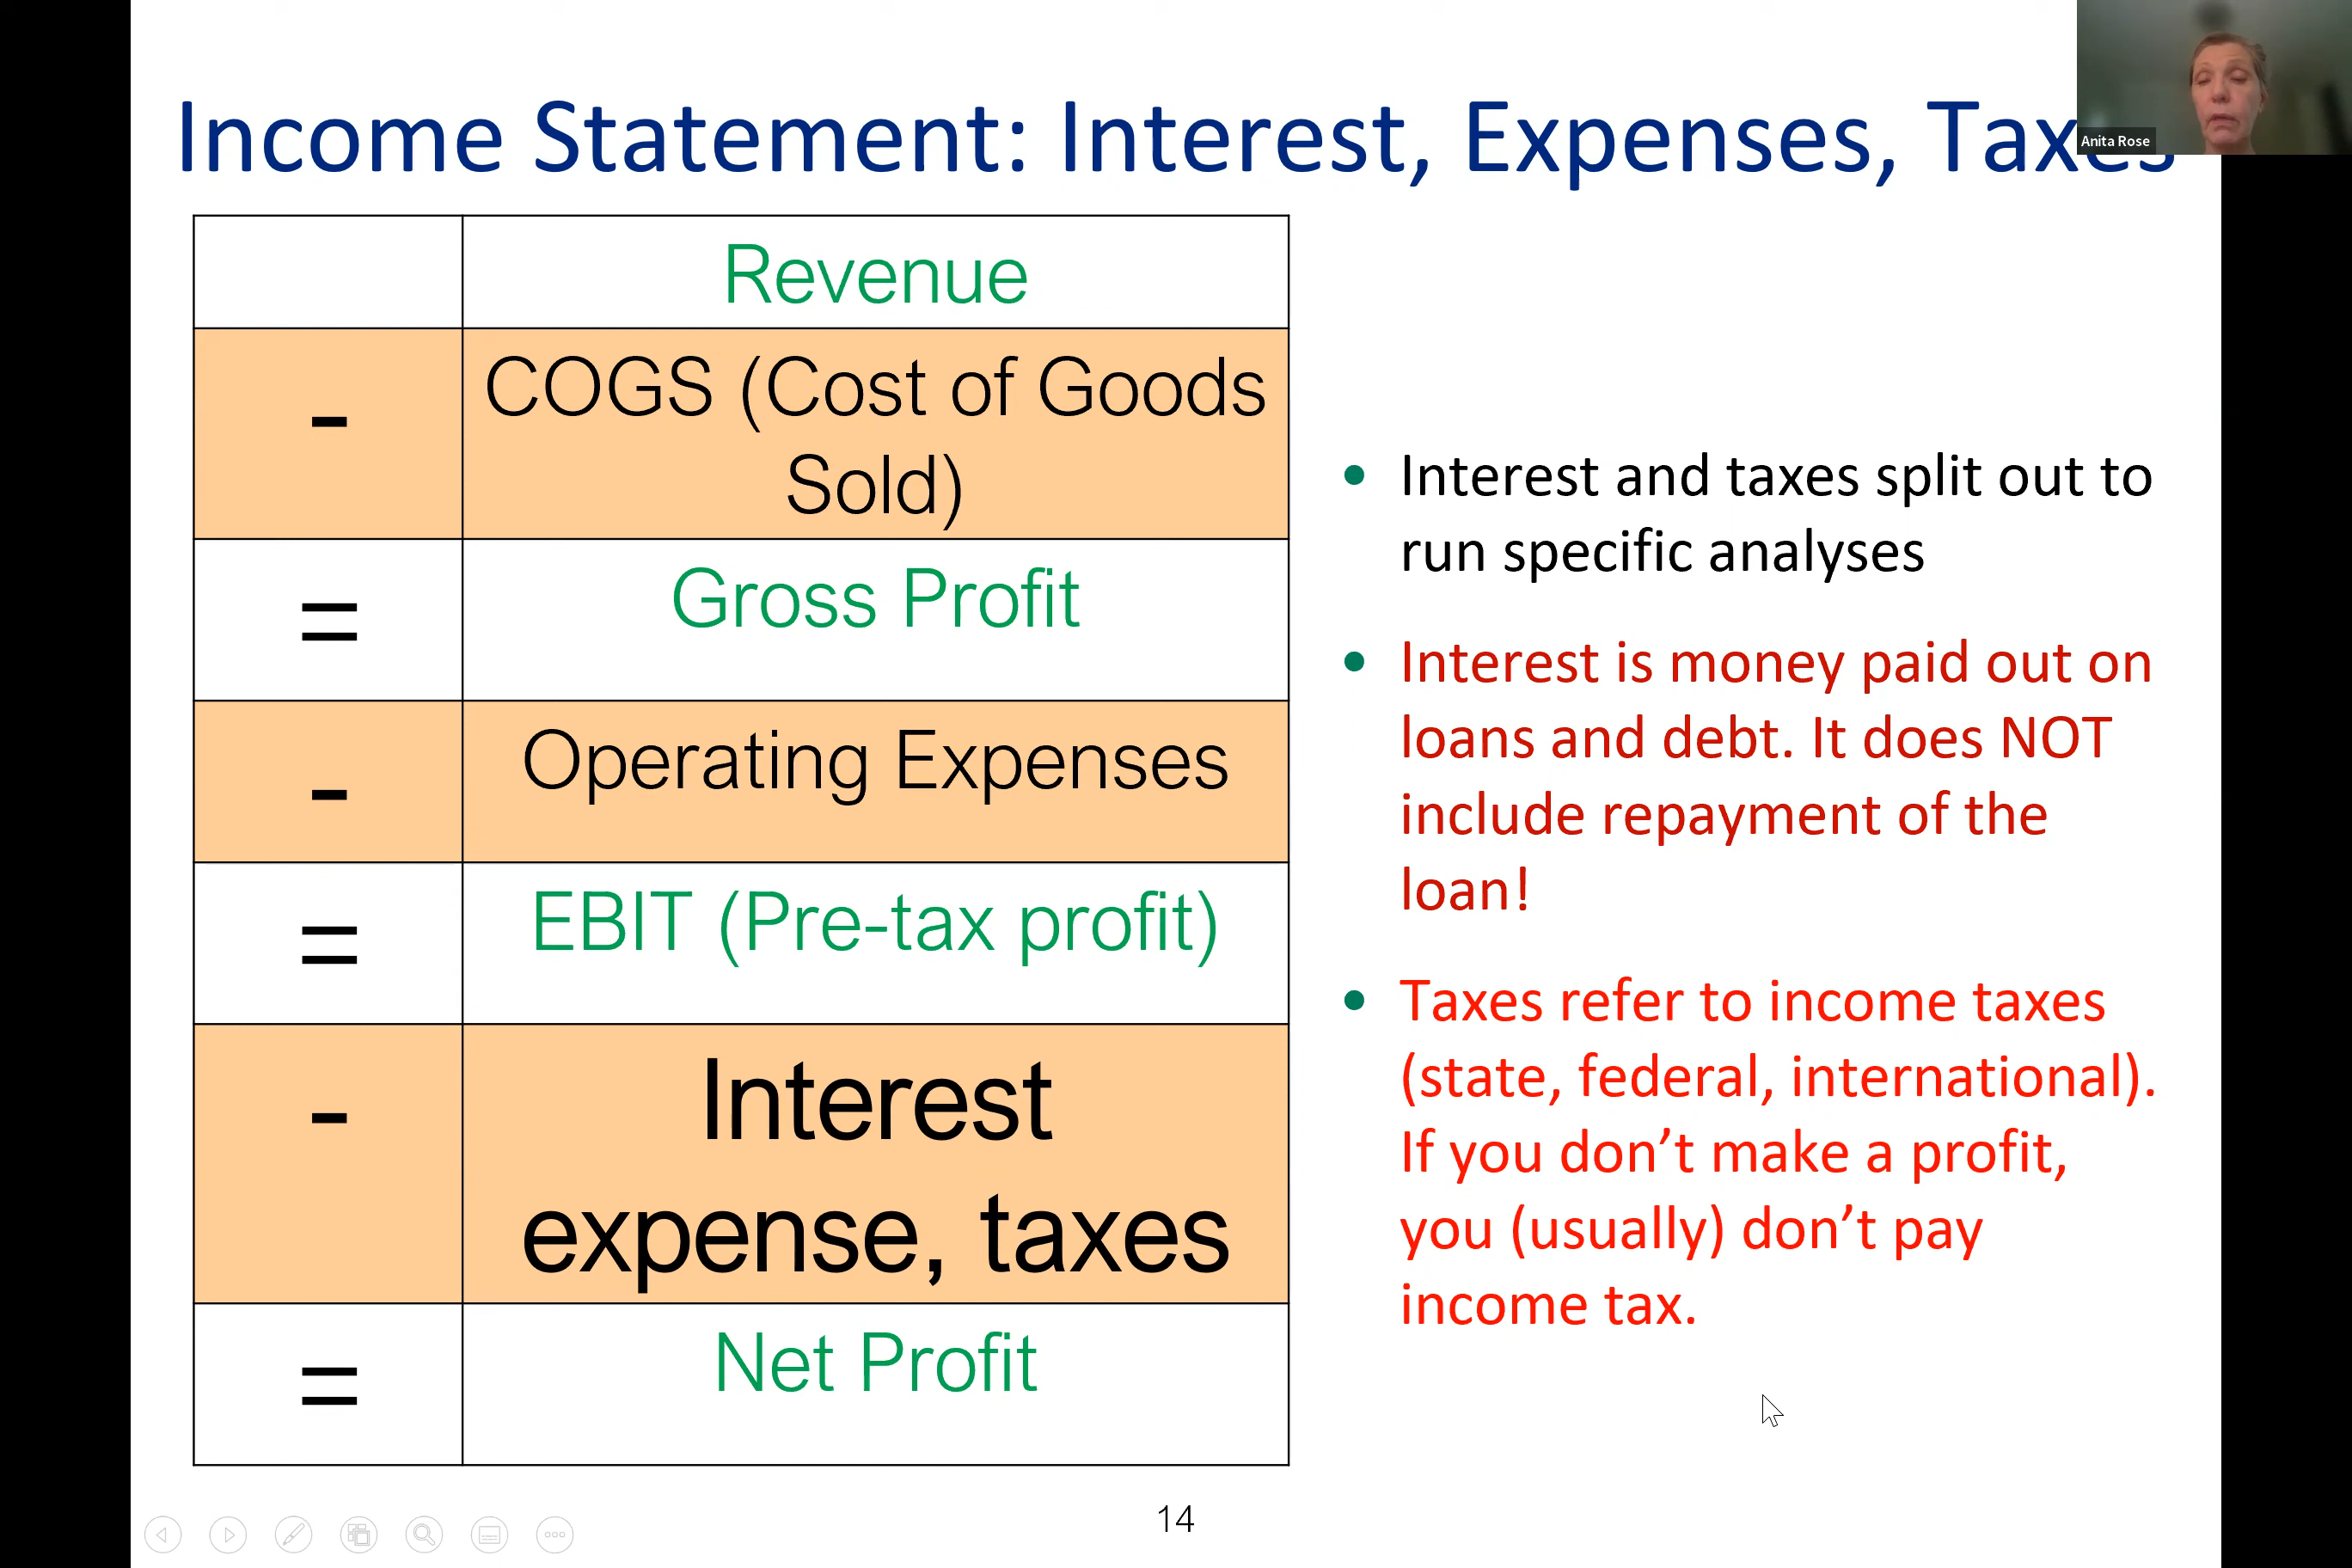 Income Statement: Interest, Expenses, Taxes
Anita Rose
Revenue
-
COGS (Cost of Goods
Sold)
=
Gross Profit
-
Operating Expenses
=
EBIT (Pre-tax profit)
-
Interest
expense, taxes
=
Net Profit
• Interest and taxes split out to
run specific analyses
• Interest is money paid out on
loans and debt. It does NOT
include repayment of the
loan!
• Taxes refer to income taxes
(state, federal, international).
If you don’t make a profit,
you (usually) don’t pay
income tax.
14